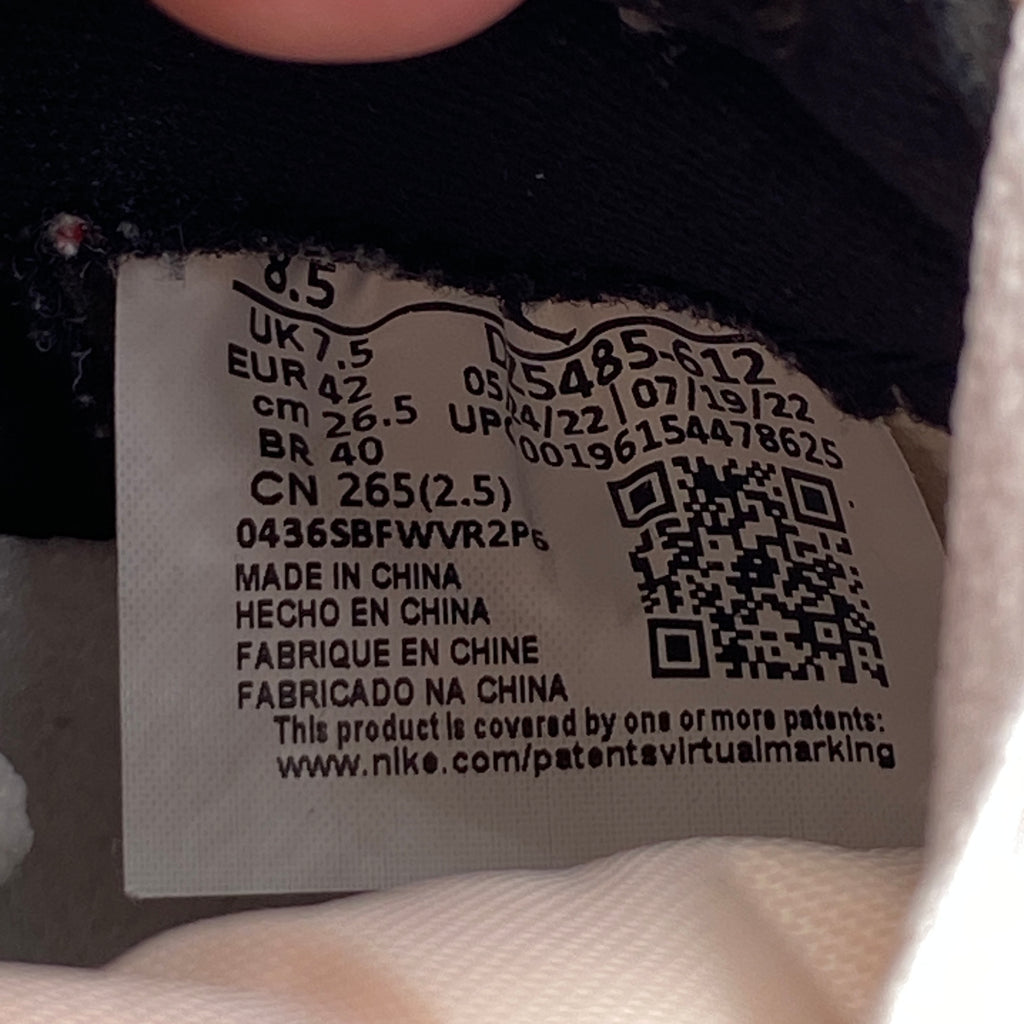 8.5
UK 7.5
EUR 42
cm 26.5
BR 40
CN 265(2.5)
5485-612
05/24/22 | 07/19/22
00196154478625
0436SBFWVR2P6
MADE IN CHINA
HECHO EN CHINA
FABRIQUE EN CHINE
FABRICADO NA CHINA
This product is covered by one or more patents:
www.nike.com/patentsvirtualmarking